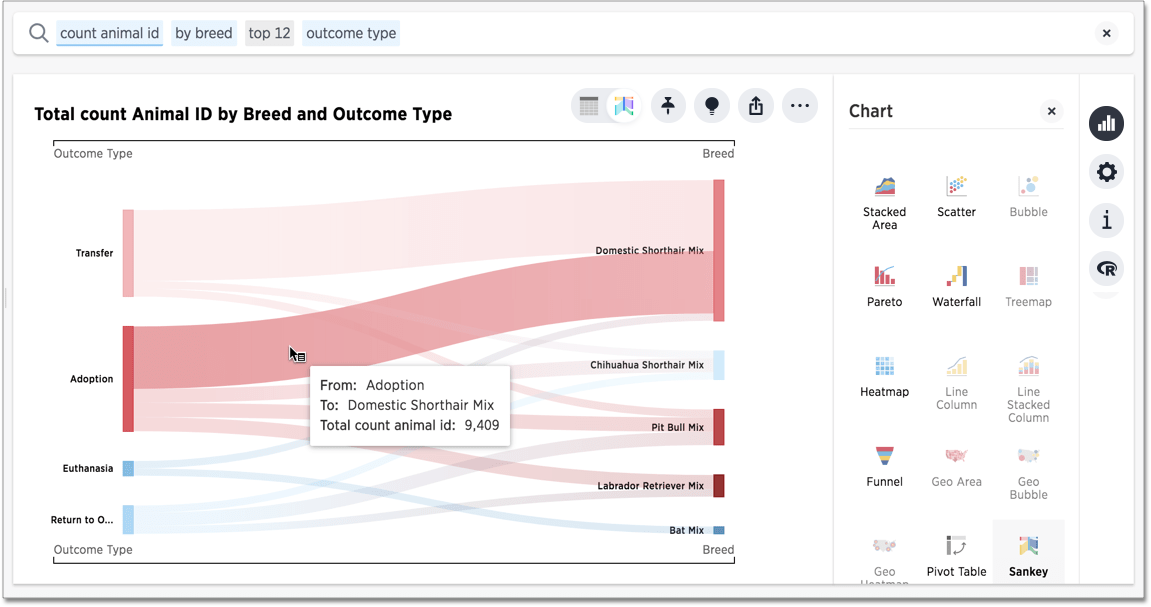 count animal id by breed top 12 outcome type
Total count Animal ID by Breed and Outcome Type
Outcome Type Breed
Transfer
Adoption
Euthanasia
Return to O...
Domestic Shorthair Mix
Chihuahua Shorthair Mix
Pit Bull Mix
Labrador Retriever Mix
Bat Mix
From: Adoption
To: Domestic Shorthair Mix
Total count animal id: 9,409
Outcome Type Breed
Chart
Stacked
Area
Scatter
Bubble
Pareto
Waterfall
Treemap
Heatmap
Line
Column
Line
Stacked
Column
Funnel
Geo Area
Geo
Bubble
Geo
Heatmap
Pivot Table
Sankey
i
R